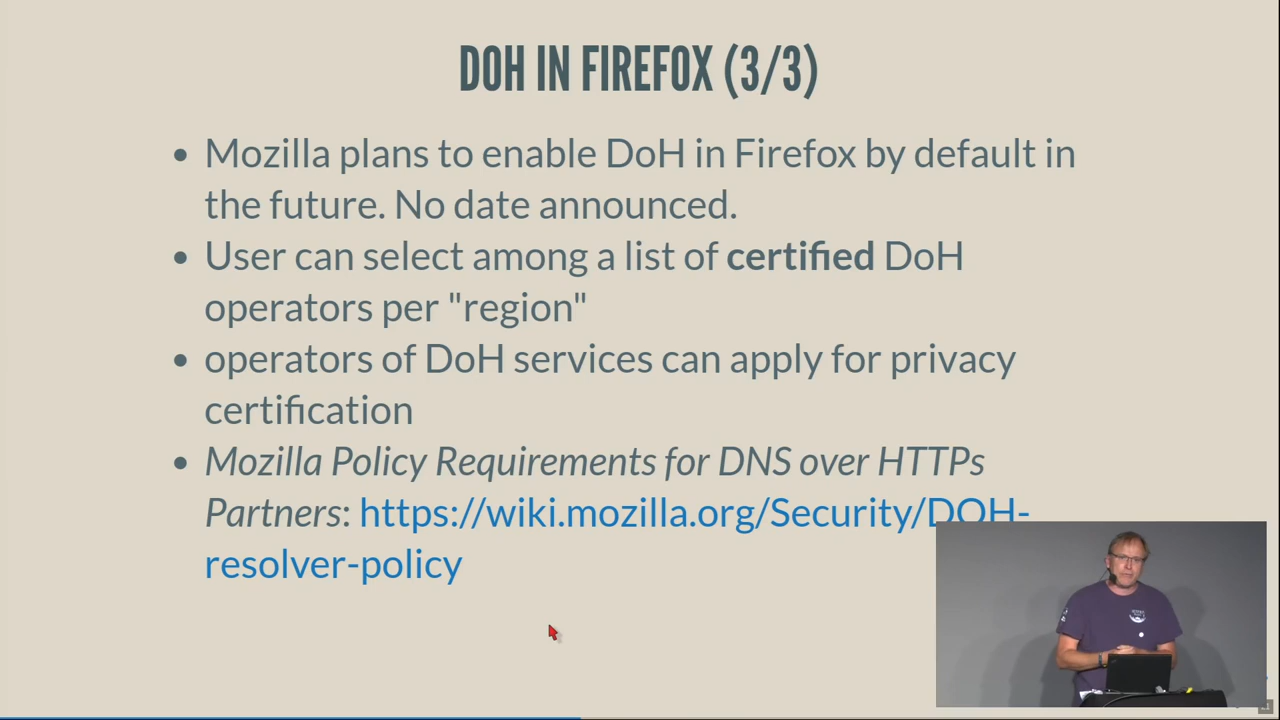 DOH IN FIREFOX (3/3)
• Mozilla plans to enable DoH in Firefox by default in
the future. No date announced.
• User can select among a list of certified DoH
operators per "region"
• operators of DoH services can apply for privacy
certification
• Mozilla Policy Requirements for DNS over HTTPs
Partners: https://wiki.mozilla.org/Security/DOH-
resolver-policy